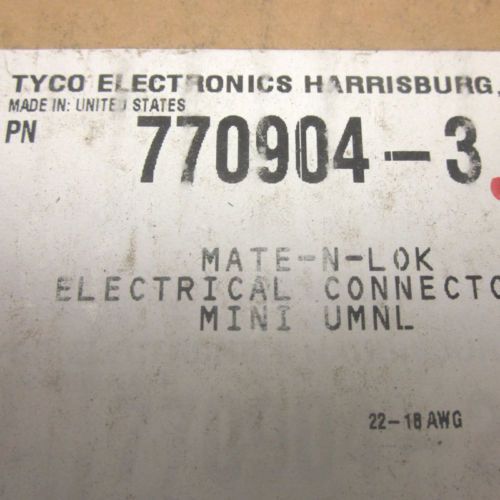 TYCO ELECTRONICS HARRISBURG,
MADE IN: UNITED STATES
PN 770904-3
MATE-N-LOK
ELECTRICAL CONNECTO
MINI UMNL
22-18 AWG